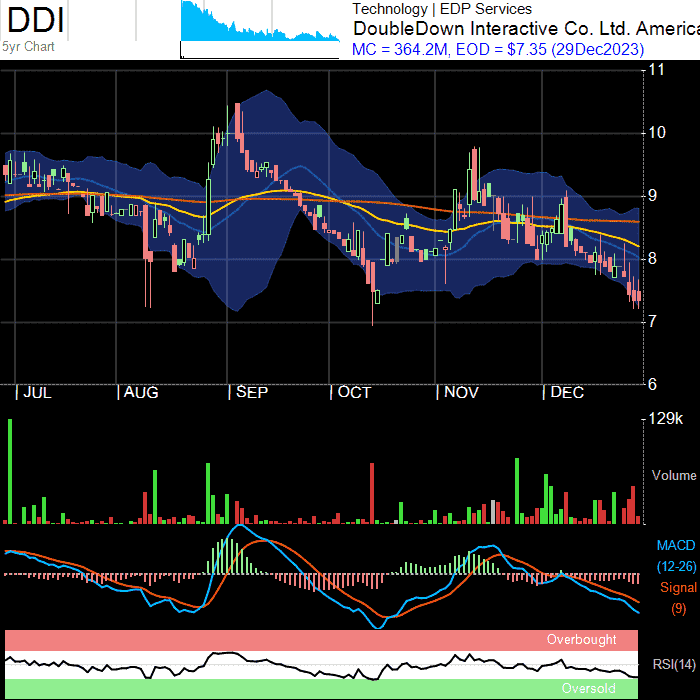 DDI
5yr Chart
Technology | EDP Services
DoubleDown Interactive Co. Ltd. America
MC = 364.2M, EOD = $7.35 (29Dec2023)
11
10
9
8
7
6
| JUL | AUG | SEP | OCT | NOV | DEC
129k
Volume
MACD
(12-26)
Signal
(9)
Overbought
RSI(14)
Oversold